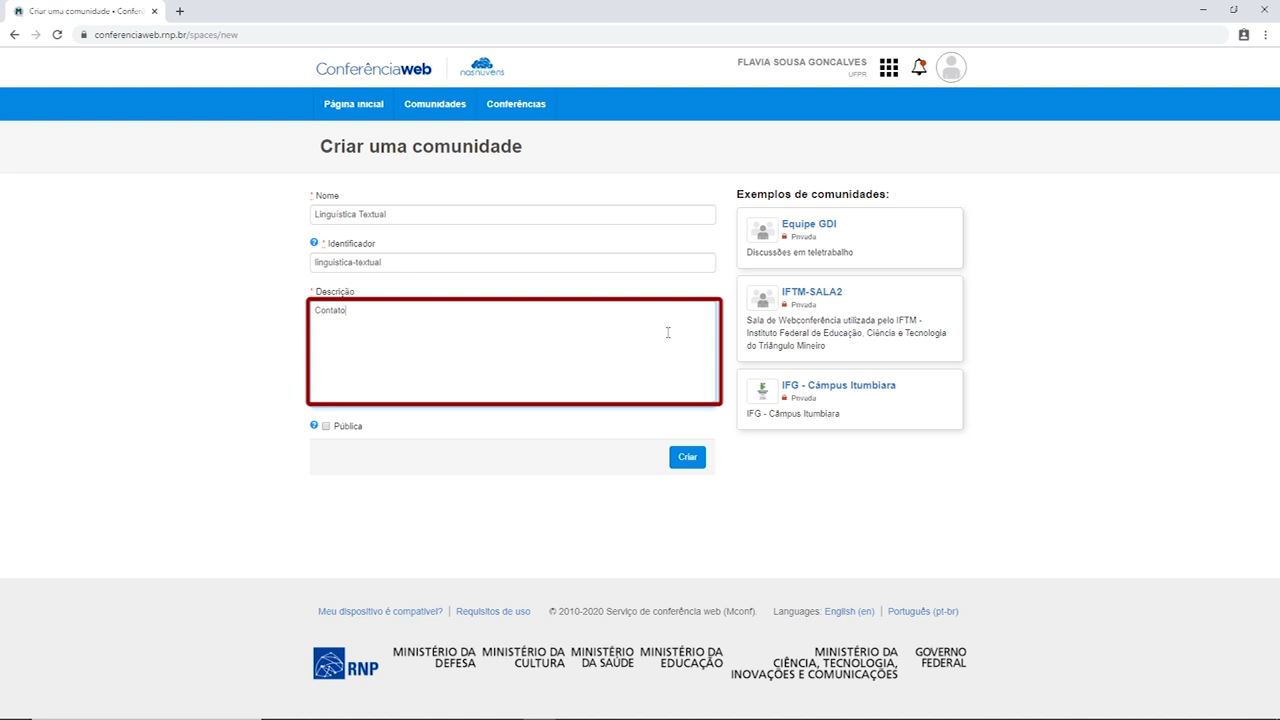 Criar uma comunidade • Conferê
conferenciaweb.rnp.br/spaces/new
Conferênciaweb
nasnuvens
FLAVIA SOUSA GONCALVES
UFPR
Página inicial Comunidades Conferências
Criar uma comunidade
* Nome
Linguística Textual
* Identificador
linguistica-textual
* Descrição
Contato
Pública
Criar
Exemplos de comunidades:
Equipe GDI
Privada
Discussões em teletrabalho
IFTM-SALA2
Privada
Sala de Webconferência utilizada pelo IFTM -
Instituto Federal de Educação, Ciência e Tecnologia
do Triângulo Mineiro
IFG - Câmpus Itumbiara
Privada
IFG - Câmpus Itumbiara
Meu dispositivo é compatível? | Requisitos de uso © 2010-2020 Serviço de conferência web (Mconf). Languages: English (en) | Português (pt-br)
RNP
MINISTÉRIO DA
DEFESA
MINISTÉRIO DA
CULTURA
MINISTÉRIO
DA SAÚDE
MINISTÉRIO DA
EDUCAÇÃO
MINISTÉRIO DA
CIÊNCIA, TECNOLOGIA,
INOVAÇÕES E COMUNICAÇÕES
GOVERNO
FEDERAL